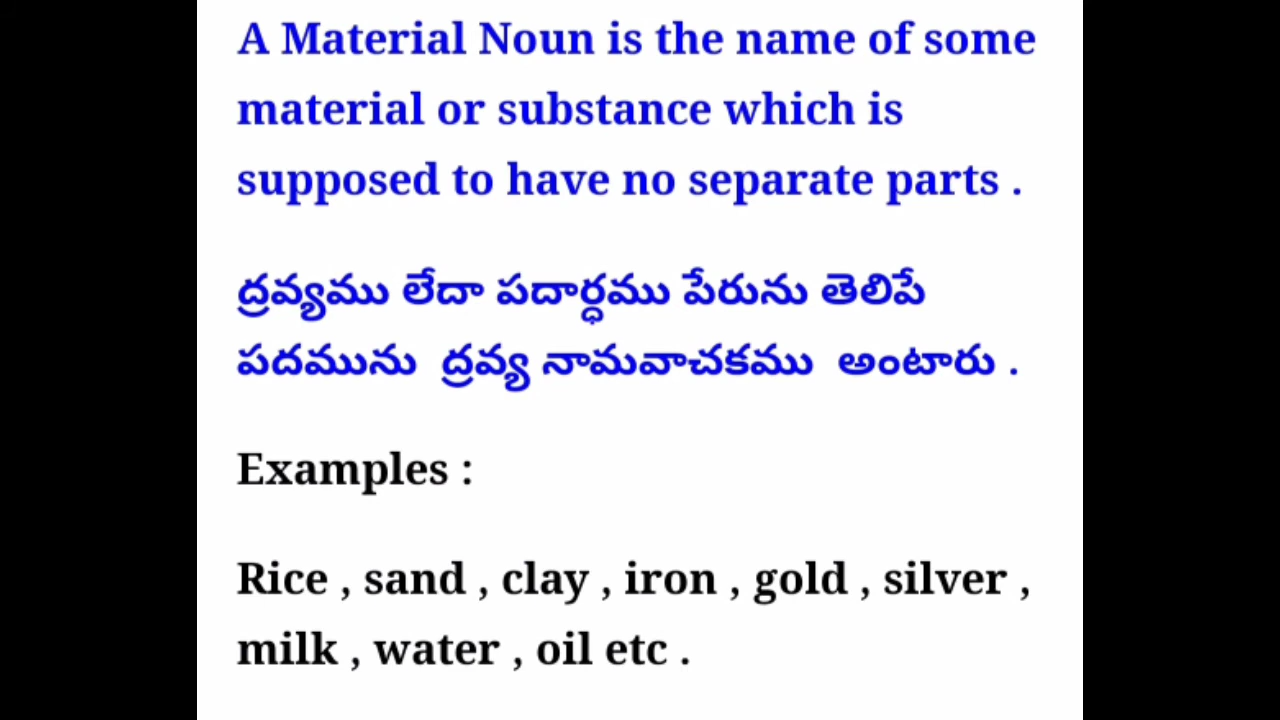 A Material Noun is the name of some
material or substance which is
supposed to have no separate parts .
ద్రవ్యము లేదా పదార్ధము పేరును తెలిపే
పదమును  ద్రవ్య నామవాచకము  అంటారు .
Examples :
Rice , sand , clay , iron , gold , silver ,
milk , water , oil etc .